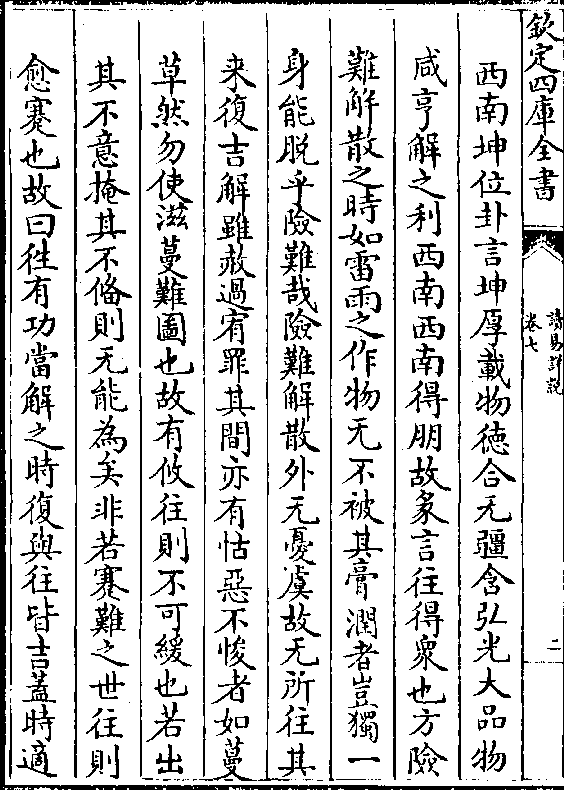 欽定四庫全書
讀易詳說
卷七
二
西南坤位卦言坤厚載物德合无疆含弘光大品物
咸亨解之利西南西南得朋故彖言往得衆也方險
難解散之時如雷雨之作物无不被其膏潤者豈獨一
身能脫乎險難哉險難解散外无憂虞故无所往其
来復吉解雖赦過宥罪其間亦有怙惡不悛者如蔓
草然勿使滋蔓難圖也故有攸往則不可緩也若出
其不意掩其不備則无能為矣非若蹇難之世往則
愈蹇也故曰徃有功當解之時復與往皆吉蓋時適